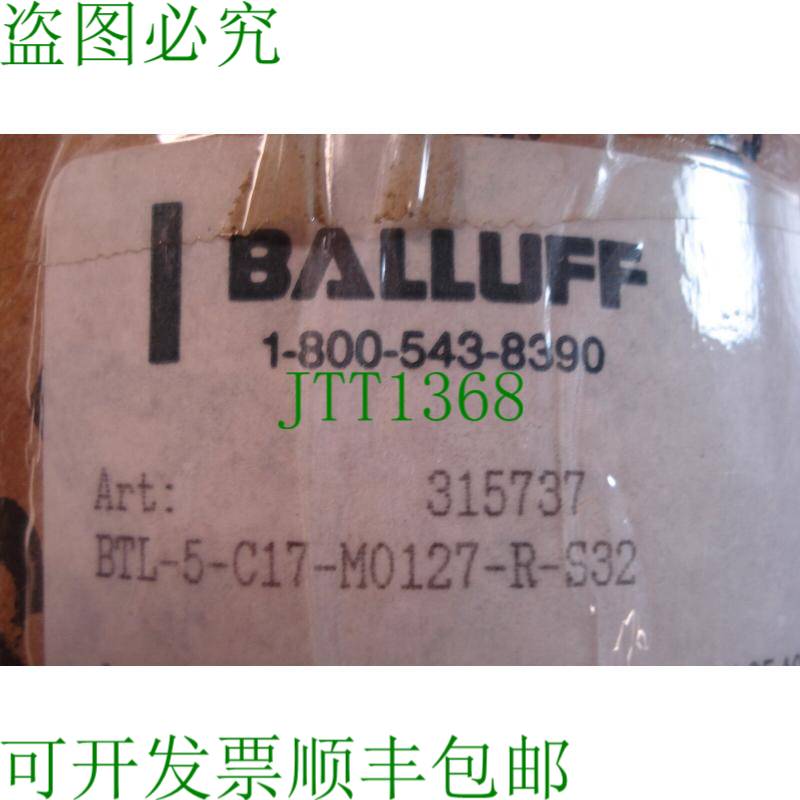 盗图必究
BALLUFF
1-800-543-8390
JTT1368
Art: 315737
BTL-5-C17-M0127-R-S32
可开发票顺丰包邮